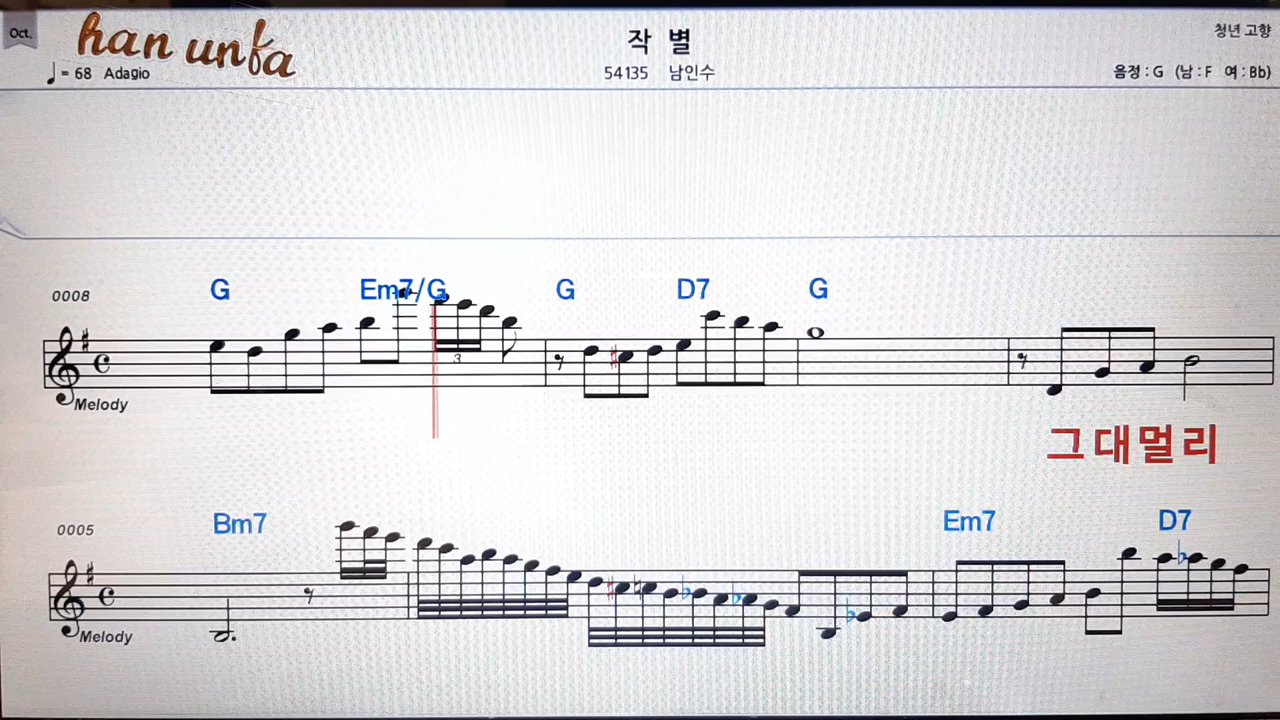 Oct.
han unfa
작 별
청년 고향
♩= 68 Adagio
54135 남인수
음정 : G (남 : F 여 : Bb)
G Em7/G G D7 G
0008
3
Melody
그대멀리
0005
Bm7 Em7 D7
Melody